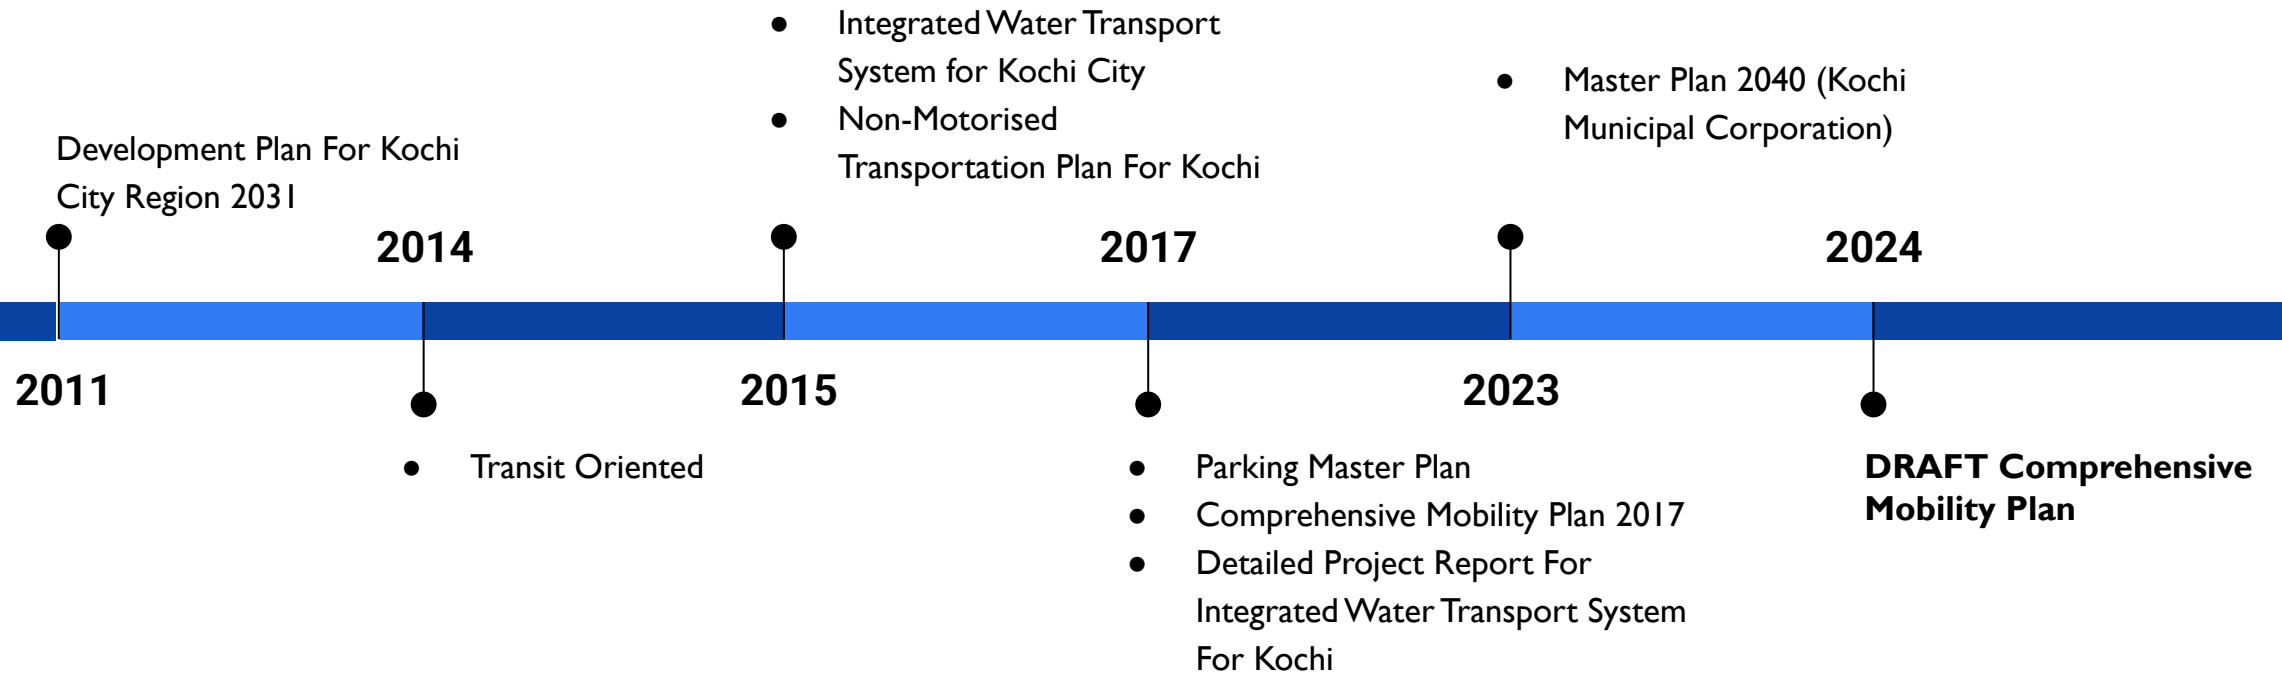 ● Integrated Water Transport
System for Kochi City
● Non-Motorised
Transportation Plan For Kochi
● Master Plan 2040 (Kochi
Municipal Corporation)
Development Plan For Kochi
City Region 2031
2014
2017
2024
2011
2015
2023
● Transit Oriented
● Parking Master Plan
● Comprehensive Mobility Plan 2017
● Detailed Project Report For
Integrated Water Transport System
For Kochi
DRAFT Comprehensive
Mobility Plan